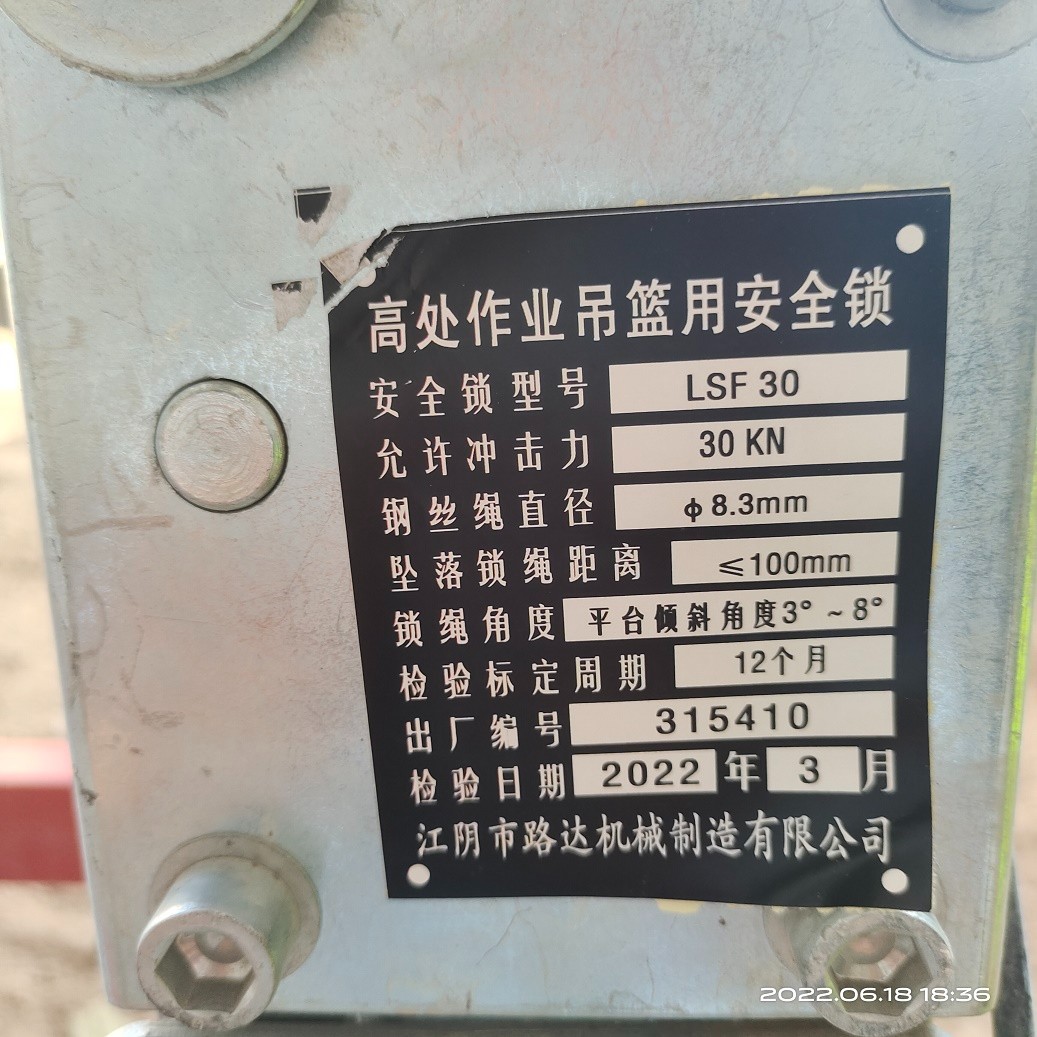 高处作业吊篮用安全锁
安全锁型号 LSF 30
允许冲击力 30 KN
钢丝绳直径 ϕ8.3mm
坠落锁绳距离 ≤100mm
锁绳角度 平台倾斜角度3°~8°
检验标定周期 12个月
出厂编号 315410
检验日期 2022 年 3 月
江阴市路达机械制造有限公司
2022.06.18 18:36